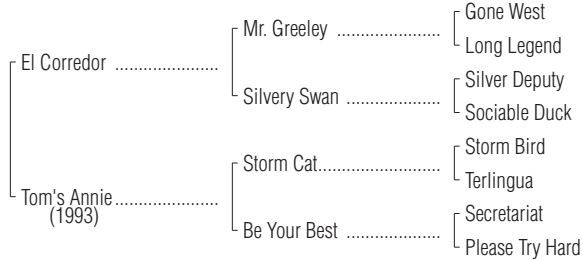 Gone West
Mr. Greeley ....................
Long Legend
El Corredor ....................
Silver Deputy
Silvery Swan ..................
Sociable Duck
Storm Bird
Storm Cat........................
Terlingua
Tom's Annie ....................
(1993)
Secretariat
Be Your Best ..................
Please Try Hard